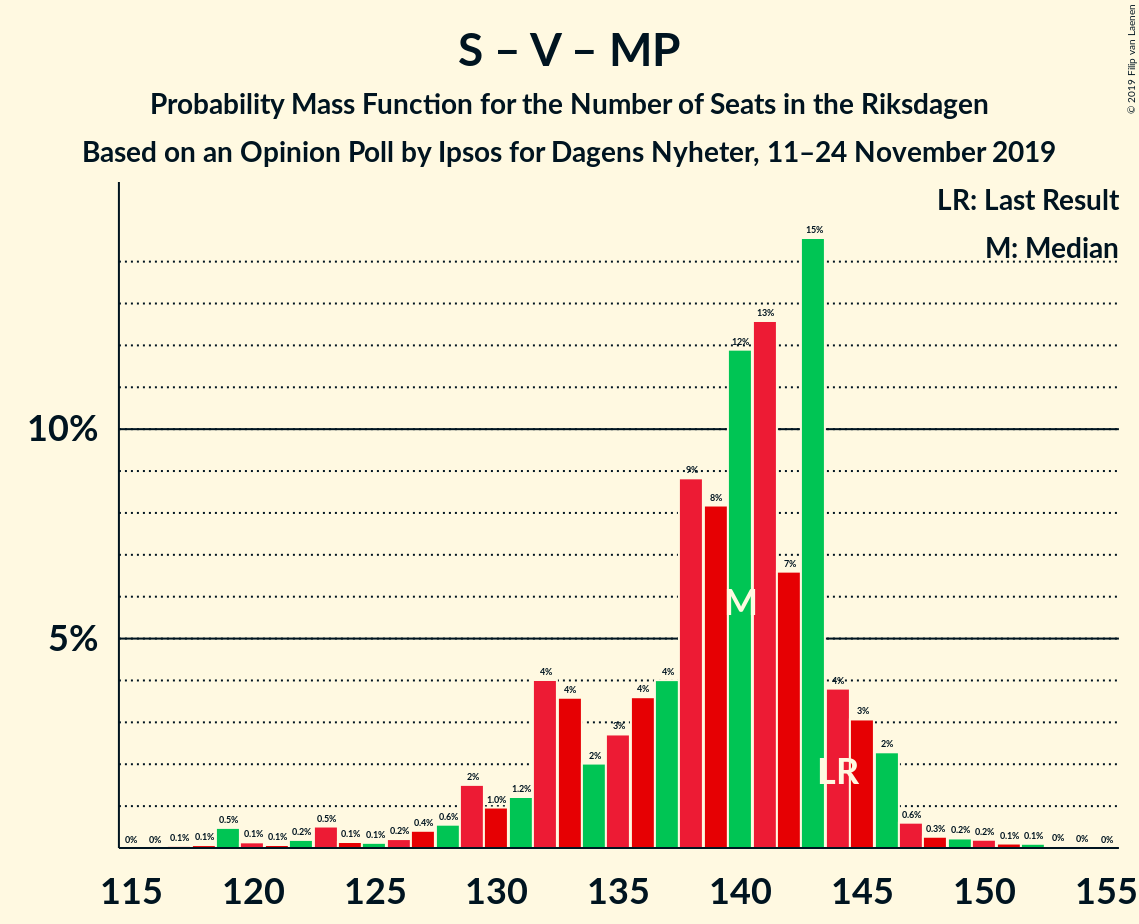 S – V – MP
Probability Mass Function for the Number of Seats in the Riksdagen
Based on an Opinion Poll by Ipsos for Dagens Nyheter, 11–24 November 2019
© 2019 Filip van Laenen
LR: Last Result
M: Median
10%
5%
0% 0% 0.1% 0.1% 0.5% 0.1% 0.1% 0.2% 0.5% 0.1% 0.1% 0.2% 0.4% 0.6% 2% 1.0% 1.2% 4% 4% 2% 3% 4% 4% 9% 8% 12% 13% 7% 15% 4% 3% 2% 0.6% 0.3% 0.2% 0.2% 0.1% 0.1% 0% 0% 0%
M
LR
115 120 125 130 135 140 145 150 155